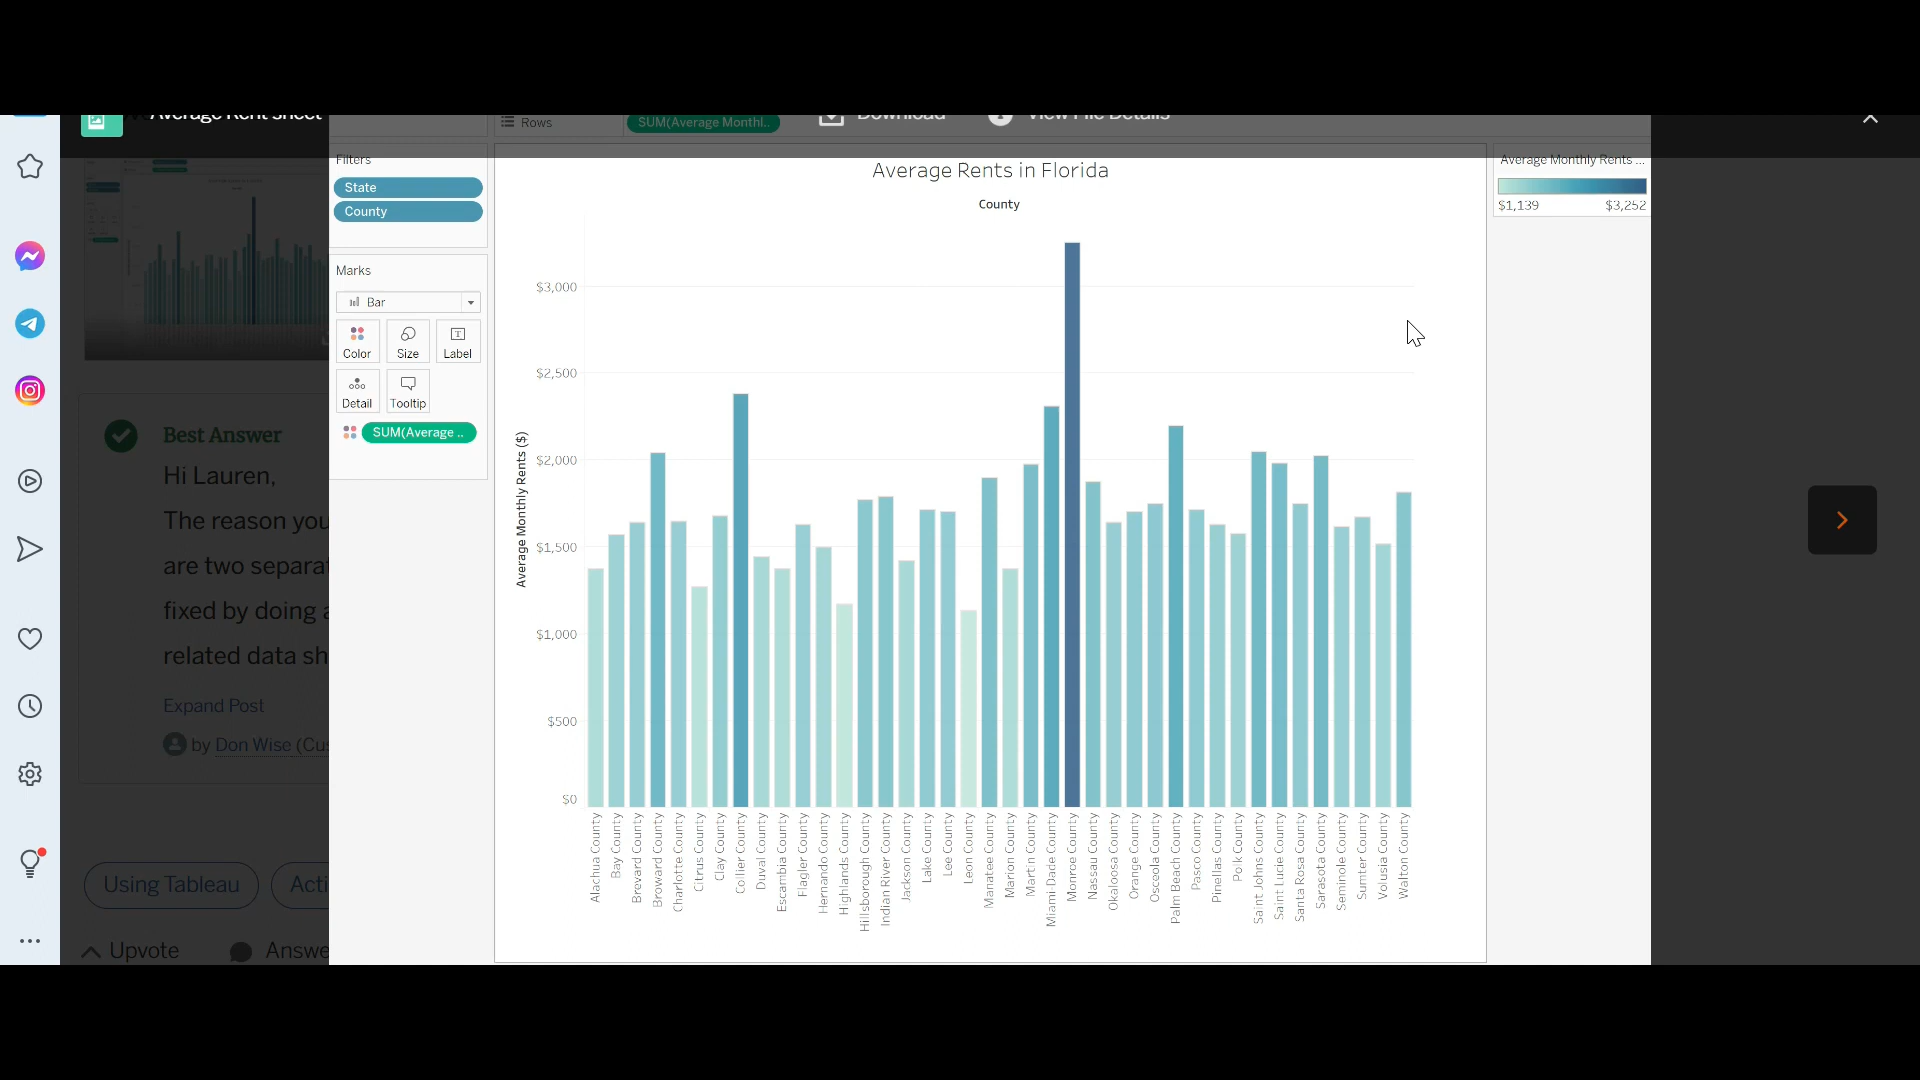 Average Rent sheet
Download
View File Details
Rows
SUM(Average Monthl..
Filters
State
County
Marks
Bar
Color
Size
Label
Detail
Tooltip
SUM(Average ..
Average Rents in Florida
County
Average Monthly Rents ...
$1,139
$3,252
Average Monthly Rents ($)
$3,000
$2,500
$2,000
$1,500
$1,000
$500
$0
Alachua County
Bay County
Brevard County
Broward County
Charlotte County
Citrus County
Clay County
Collier County
Duval County
Escambia County
Flagler County
Hernando County
Highlands County
Hillsborough County
Indian River County
Jackson County
Lake County
Lee County
Leon County
Manatee County
Marion County
Martin County
Miami-Dade County
Monroe County
Nassau County
Okaloosa County
Orange County
Osceola County
Palm Beach County
Pasco County
Pinellas County
Polk County
Saint Johns County
Saint Lucie County
Santa Rosa County
Sarasota County
Seminole County
Sumter County
Volusia County
Walton County
Best Answer
Hi Lauren,
The reason you
are two separat
fixed by doing a
related data sh
Expand Post
by Don Wise (Cus
Using Tableau
Acti
Upvote
Answe